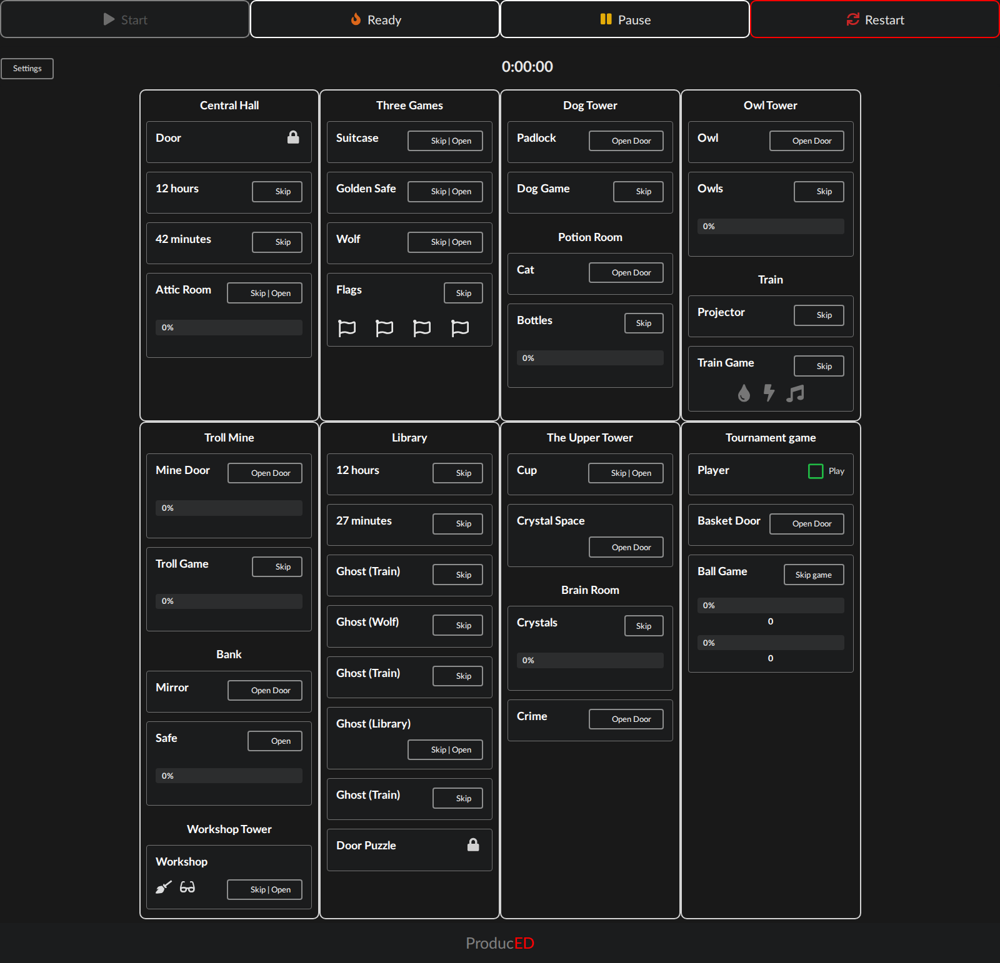 Start
Ready
Pause
Restart
Settings
0:00:00
Central Hall
Door
12 hours
Skip
42 minutes
Skip
Attic Room
Skip | Open
0%
Three Games
Suitcase
Skip | Open
Golden Safe
Skip | Open
Wolf
Skip | Open
Flags
Skip
Dog Tower
Padlock
Open Door
Dog Game
Skip
Potion Room
Cat
Open Door
Bottles
Skip
0%
Owl Tower
Owl
Open Door
Owls
Skip
0%
Train
Projector
Skip
Train Game
Skip
Troll Mine
Mine Door
Open Door
0%
Troll Game
Skip
0%
Bank
Mirror
Open Door
Safe
Open
0%
Workshop Tower
Workshop
Skip | Open
Library
12 hours
Skip
27 minutes
Skip
Ghost (Train)
Skip
Ghost (Wolf)
Skip
Ghost (Train)
Skip
Ghost (Library)
Skip | Open
Ghost (Train)
Skip
Door Puzzle
The Upper Tower
Cup
Skip | Open
Crystal Space
Open Door
Brain Room
Crystals
Skip
0%
Crime
Open Door
Tournament game
Player
Play
Basket Door
Open Door
Ball Game
Skip game
0%
0
0%
0
ProducED